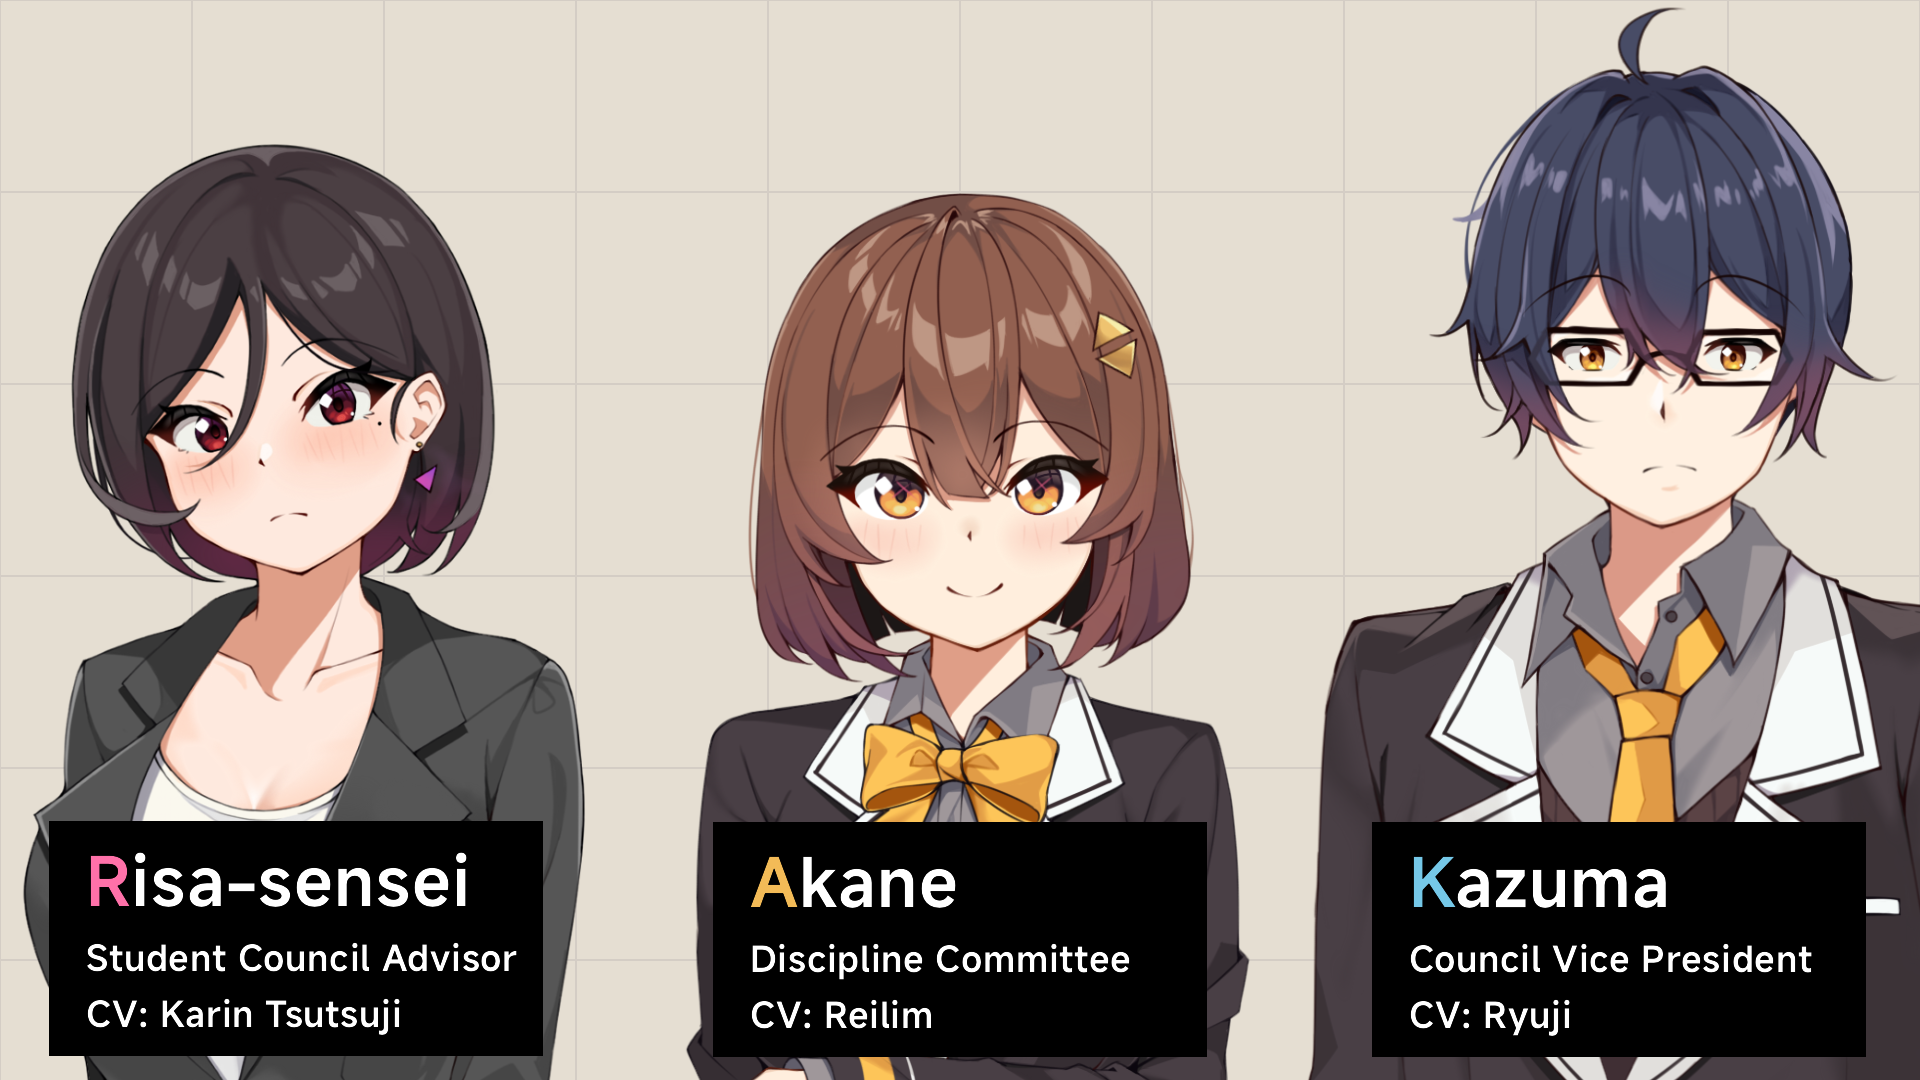 Risa-sensei
Student Council Advisor
CV: Karin Tsutsuji
Akane
Discipline Committee
CV: Reilim
Kazuma
Council Vice President
CV: Ryuji